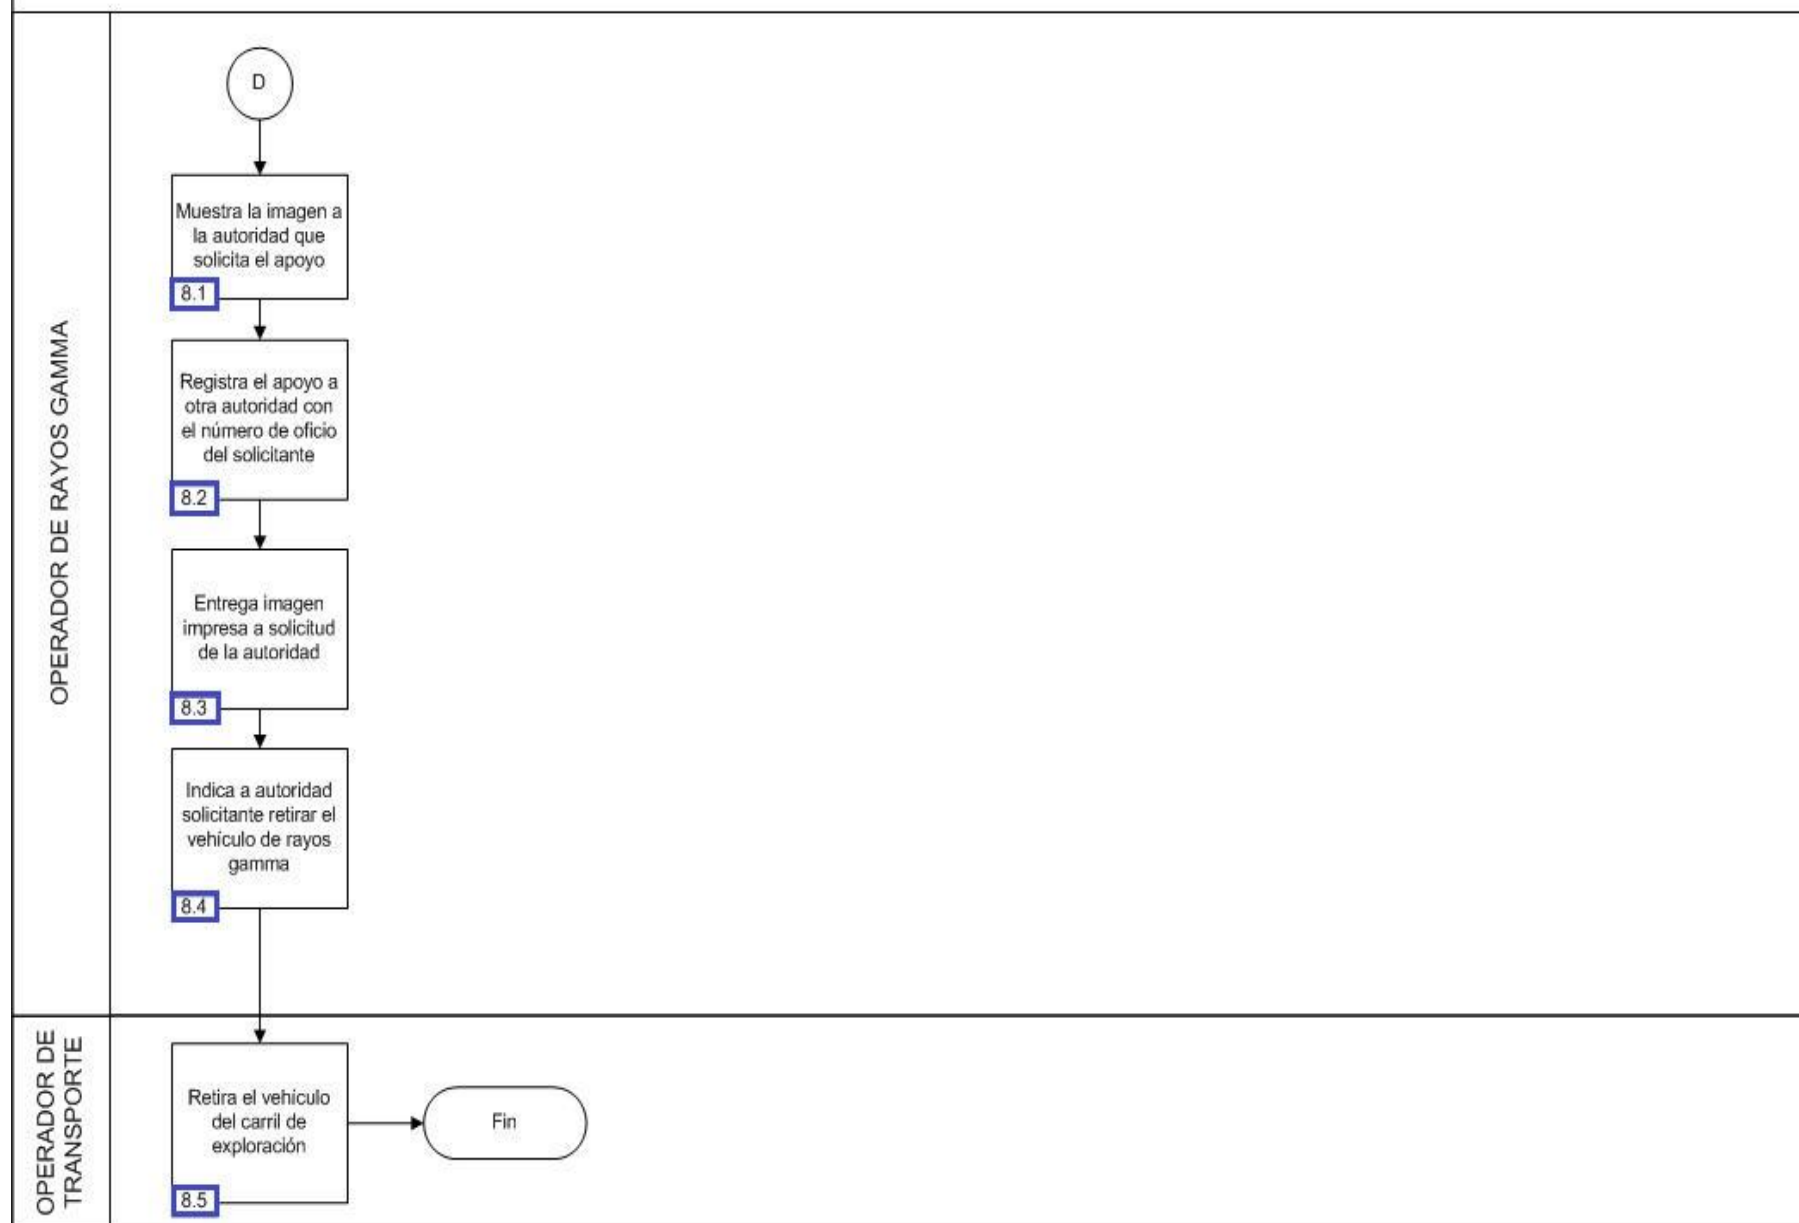 OPERADOR DE RAYOS GAMMA
D
Muestra la imagen a
la autoridad que
solicita el apoyo
8.1
Registra el apoyo a
otra autoridad con
el número de oficio
del solicitante
8.2
Entrega imagen
impresa a solicitud
de la autoridad
8.3
Indica a autoridad
solicitante retirar el
vehículo de rayos
gamma
8.4
OPERADOR DE
TRANSPORTE
Retira el vehículo
del carril de
exploración
8.5
Fin